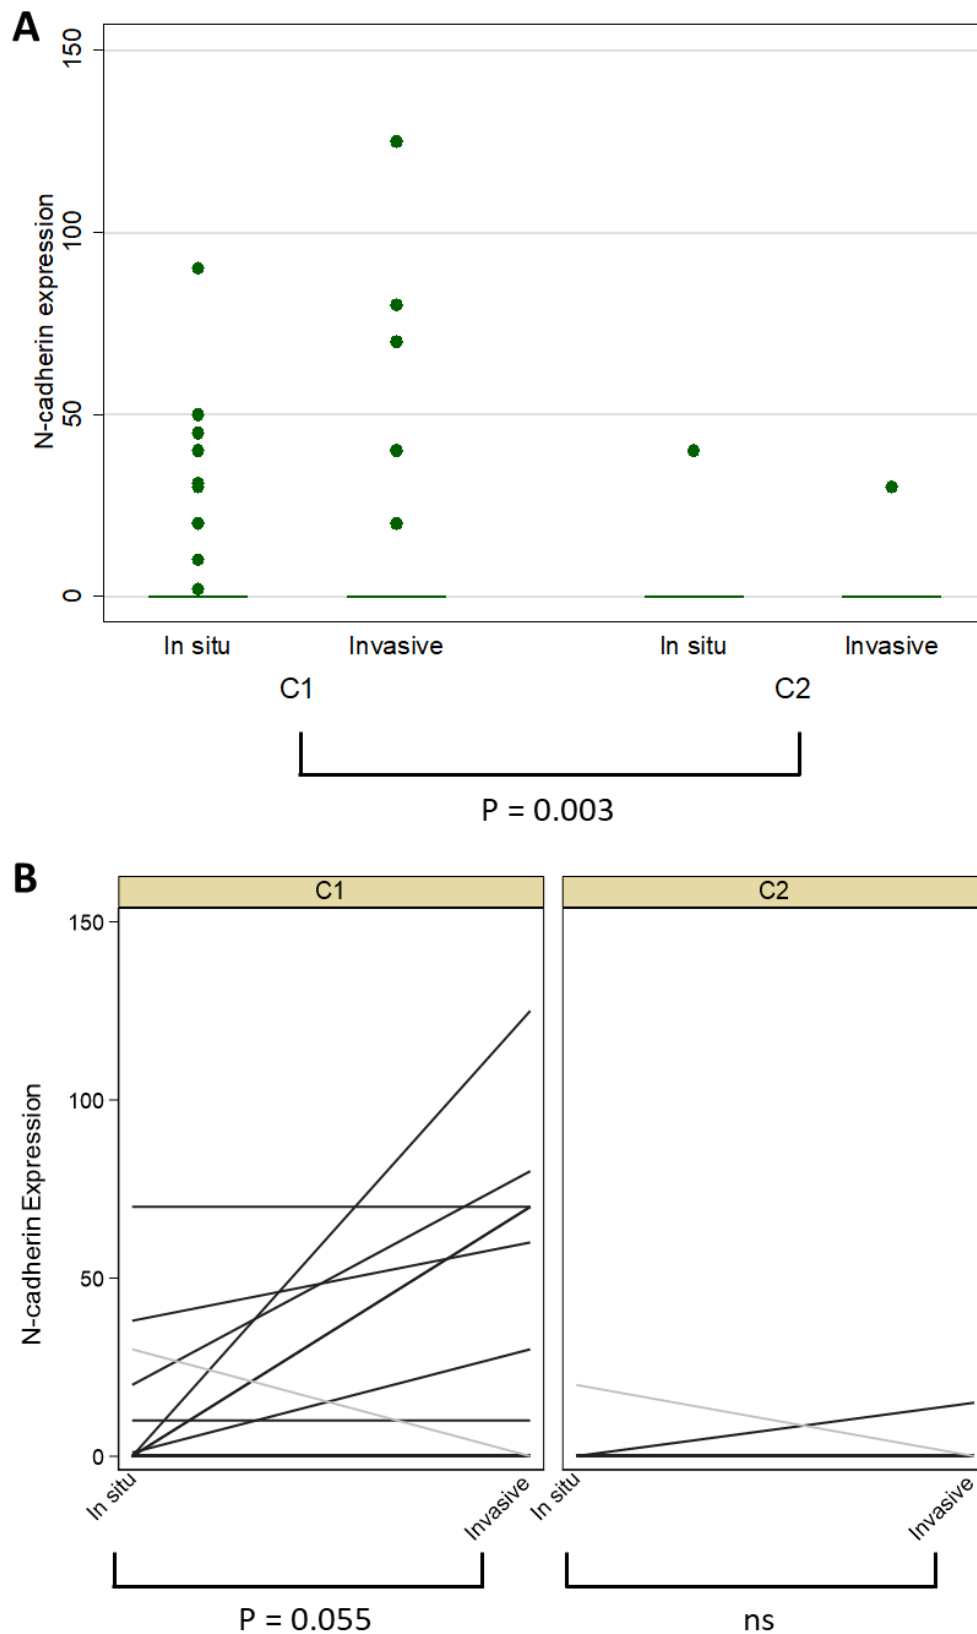 A
N-cadherin expression
150
100
50
0
In situ Invasive In situ Invasive
C1 C2
P = 0.003
B
C1 C2
N-cadherin Expression
150
100
50
0
In situ Invasive In situ Invasive
P = 0.055 ns